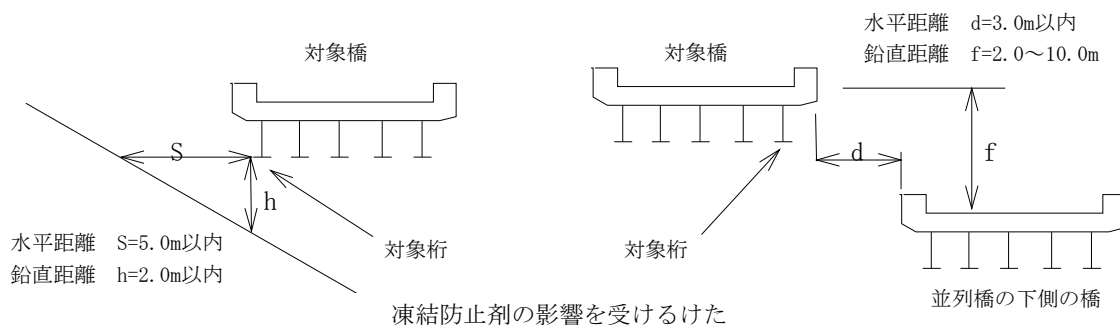 対象橋
S
h
対象桁
水平距離 S=5.0m以内
鉛直距離 h=2.0m以内
対象橋
水平距離 d=3.0m以内
鉛直距離 f=2.0～10.0m
d
f
対象桁
並列橋の下側の橋
凍結防止剤の影響を受けるけた